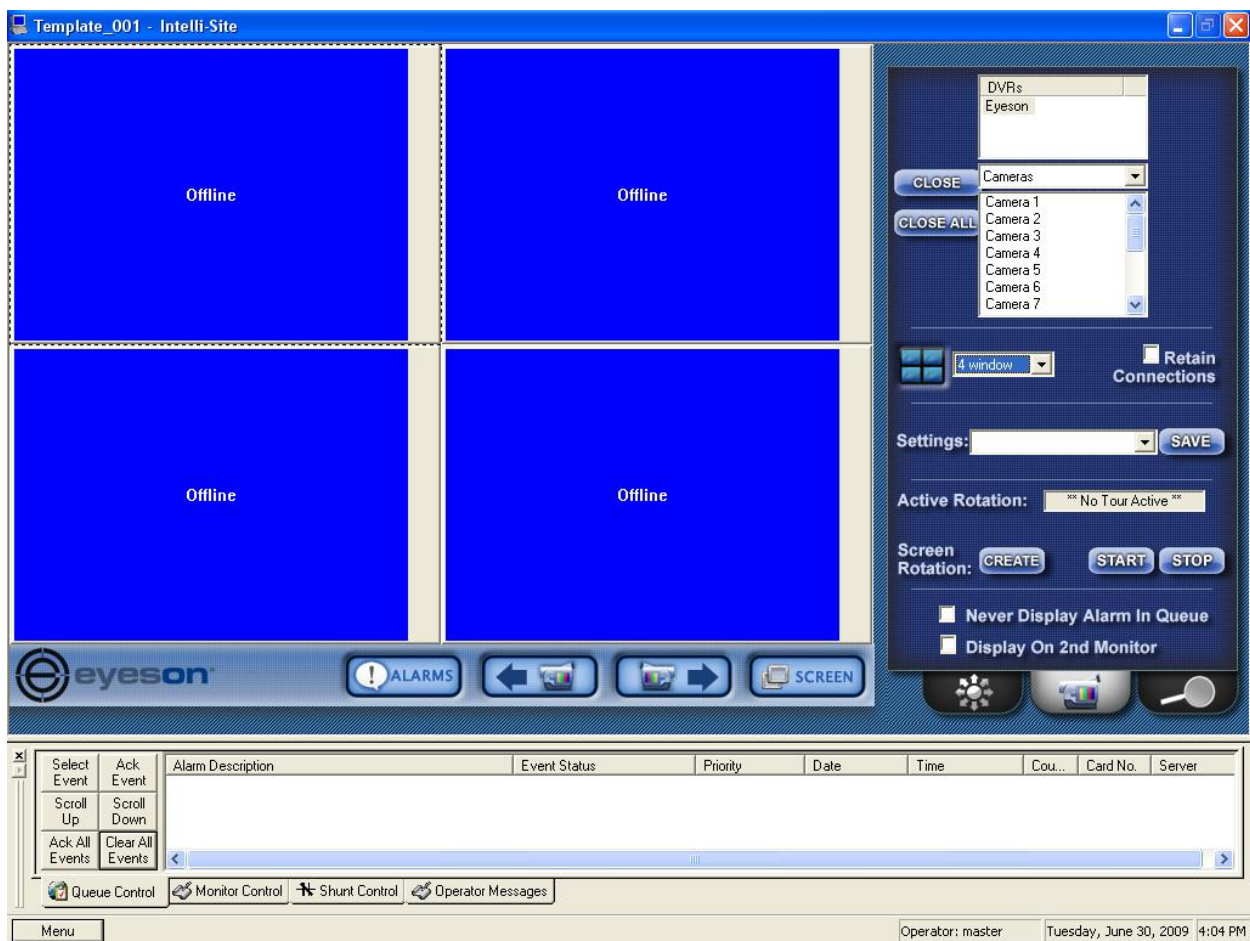 Template_001 - Intelli-Site
Offline
Offline
Offline
Offline
DVRs
Eyeson
CLOSE
Cameras
CLOSE ALL
Camera 1
Camera 2
Camera 3
Camera 4
Camera 5
Camera 6
Camera 7
4 window
Retain
Connections
Settings:
SAVE
Active Rotation:
** No Tour Active **
Screen
Rotation:
CREATE
START
STOP
Never Display Alarm In Queue
Display On 2nd Monitor
eyeson
ALARMS
SCREEN
Select
Event
Ack
Event
Scroll
Up
Scroll
Down
Ack All
Events
Clear All
Events
Alarm Description
Event Status
Priority
Date
Time
Cou...
Card No.
Server
Queue Control
Monitor Control
Shunt Control
Operator Messages
Menu
Operator: master
Tuesday, June 30, 2009
4:04 PM